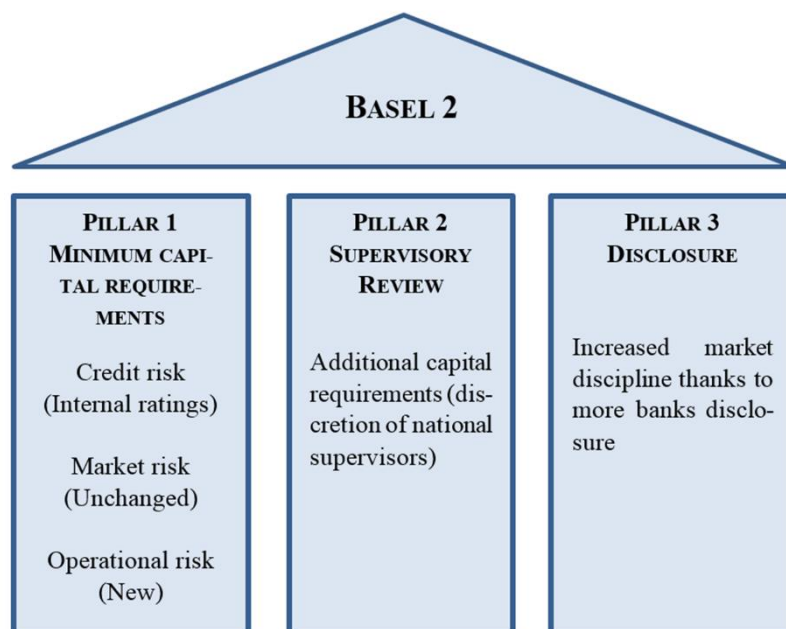 BASEL 2
PILLAR 1
MINIMUM CAPI-
TAL REQUIRE-
MENTS
Credit risk
(Internal ratings)
Market risk
(Unchanged)
Operational risk
(New)
PILLAR 2
SUPERVISORY
REVIEW
Additional capital
requirements (dis-
cretion of national
supervisors)
PILLAR 3
DISCLOSURE
Increased market
discipline thanks to
more banks disclo-
sure